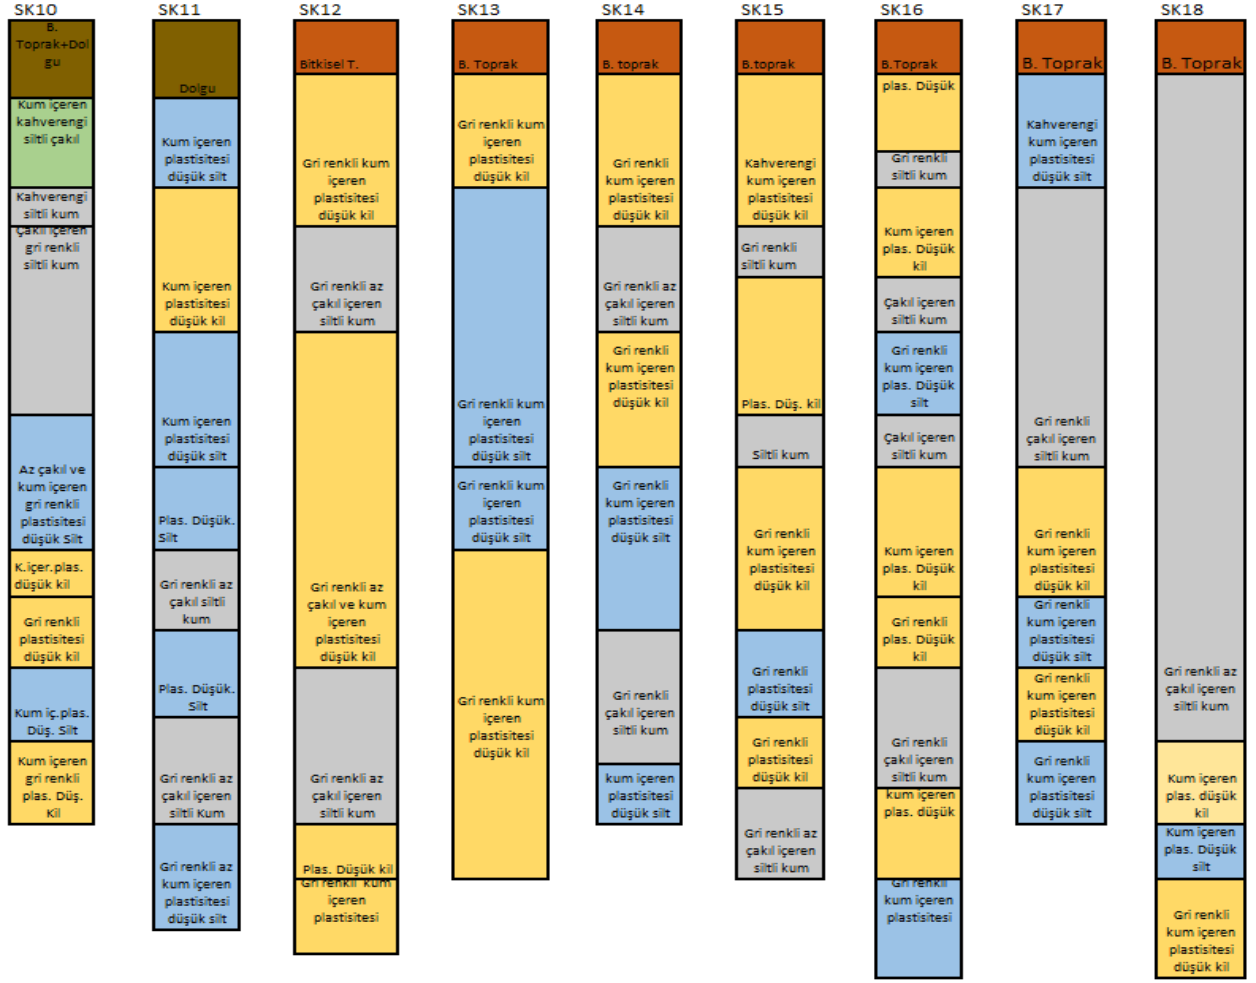 SK10
B.
Toprak+Dol
gu
Kum içeren
kahverengi
siltli çakıl
Kahverengi
siltli kum
Çakıl içeren
gri renkli
siltli kum
Az çakıl ve
kum içeren
gri renkli
plastisitesi
düşük Silt
K.içer.plas.
düşük kil
Gri renkli
plastisitesi
düşük kil
Kum iç.plas.
Düş. Silt
Kum içeren
gri renkli
plas. Düş.
Kil
SK11
Dolgu
Kum içeren
plastisitesi
düşük silt
Kum içeren
plastisitesi
düşük kil
Kum içeren
plastisitesi
düşük silt
Plas. Düşük.
Silt
Gri renkli az
çakıl siltli
kum
Plas. Düşük.
Silt
Gri renkli az
çakıl içeren
siltli Kum
Gri renkli az
kum içeren
plastisitesi
düşük silt
SK12
Bitkisel T.
Gri renkli kum
içeren
plastisitesi
düşük kil
Gri renkli az
çakıl içeren
siltli kum
Gri renkli az
çakıl ve kum
içeren
plastisitesi
düşük kil
Gri renkli az
çakıl içeren
siltli kum
Plas. Düşük kil
Gri renkli kum
içeren
plastisitesi
SK13
B. Toprak
Gri renkli kum
içeren
plastisitesi
düşük kil
Gri renkli kum
içeren
plastisitesi
düşük silt
Gri renkli kum
içeren
plastisitesi
düşük silt
Gri renkli kum
içeren
plastisitesi
düşük kil
SK14
B. toprak
Gri renkli
kum içeren
plastisitesi
düşük kil
Gri renkli az
çakıl içeren
siltli kum
Gri renkli
kum içeren
plastisitesi
düşük kil
Gri renkli
kum içeren
plastisitesi
düşük silt
Gri renkli
çakıl içeren
siltli kum
kum içeren
plastisitesi
düşük silt
SK15
B.toprak
Kahverengi
kum içeren
plastisitesi
düşük kil
Gri renkli
siltli kum
Plas. Düş. kil
Siltli kum
Gri renkli
kum içeren
plastisitesi
düşük kil
Gri renkli
plastisitesi
düşük silt
Gri renkli
plastisitesi
düşük kil
Gri renkli az
çakıl içeren
siltli kum
SK16
B.Toprak
plas. Düşük
Gri renkli
siltli kum
Kum içeren
plas. Düşük
kil
Çakıl içeren
siltli kum
Gri renkli
kum içeren
plas. Düşük
silt
Çakıl içeren
siltli kum
Kum içeren
plas. Düşük
kil
Gri renkli
plas. Düşük
kil
Gri renkli
çakıl içeren
siltli kum
kum içeren
plas. düşük
Gri renkli
kum içeren
plastisitesi
SK17
B. Toprak
Kahverengi
kum içeren
plastisitesi
düşük silt
Gri renkli
çakıl içeren
siltli kum
Gri renkli
kum içeren
plastisitesi
düşük kil
Gri renkli
kum içeren
plastisitesi
düşük silt
Gri renkli
kum içeren
plastisitesi
düşük kil
Gri renkli
kum içeren
plastisitesi
düşük silt
SK18
B. Toprak
Gri renkli az
çakıl içeren
siltli kum
Kum içeren
plas. düşük
kil
Kum içeren
plas. Düşük
silt
Gri renkli
kum içeren
plastisitesi
düşük kil